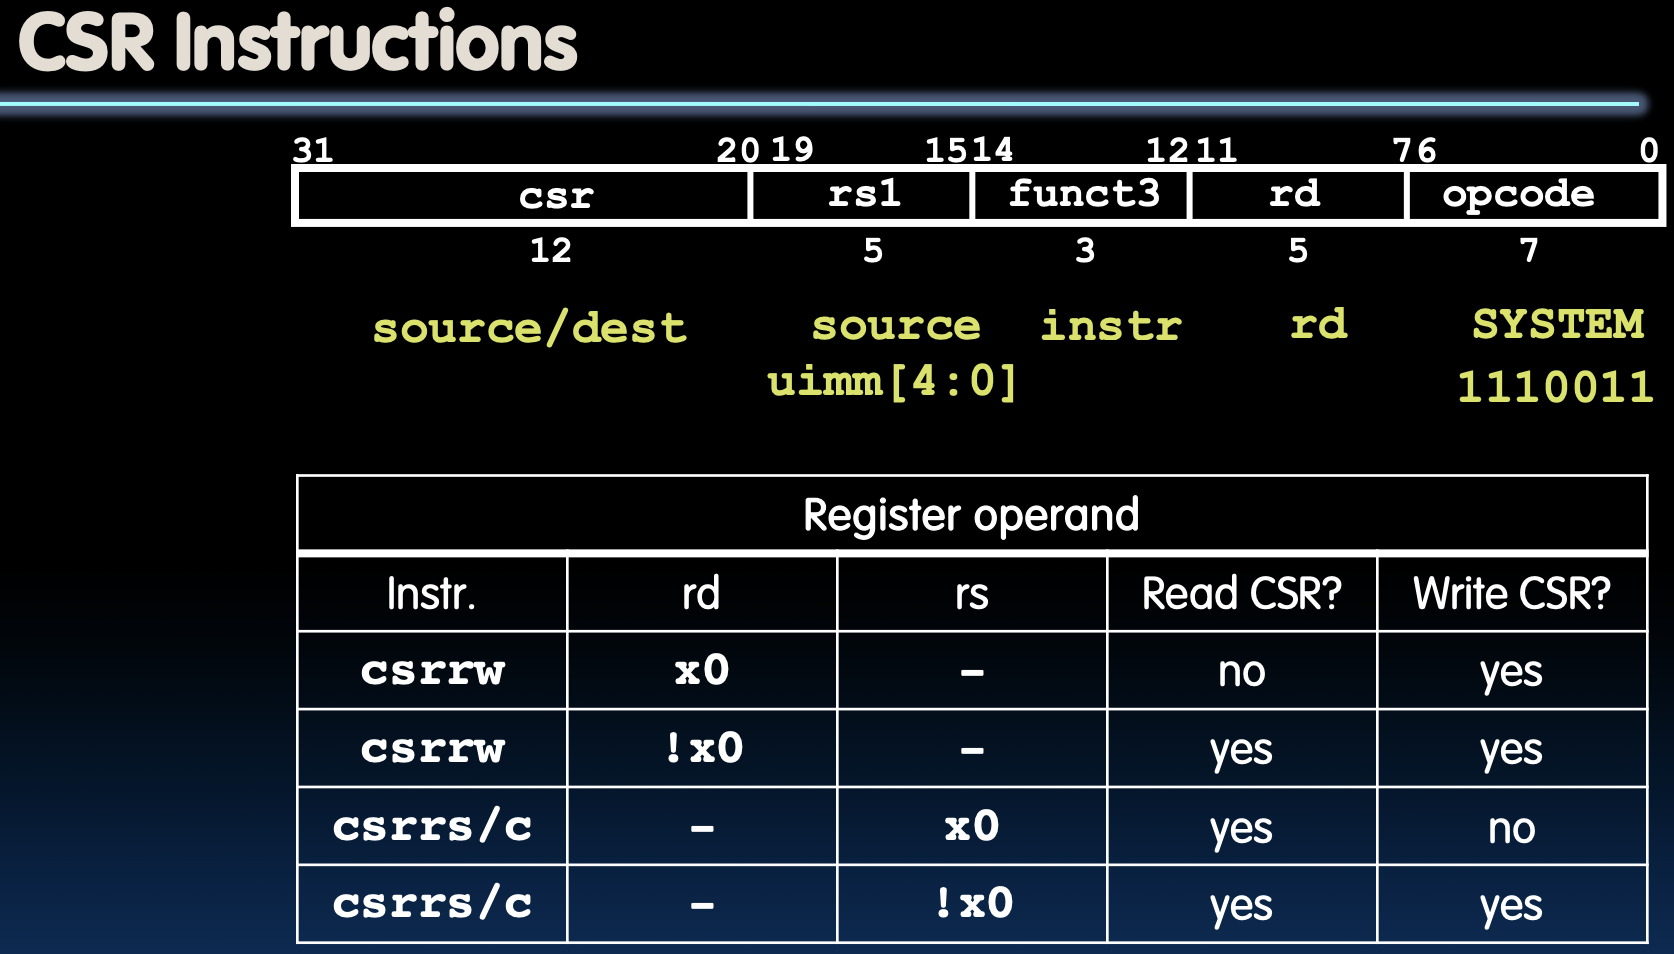 CSR Instructions
31 20 19 15 14 12 11 7 6 0
csr rs1 funct3 rd opcode
12 5 3 5 7
source/dest source instr rd SYSTEM
uimm[4:0] 1110011
Register operand
Instr. rd rs Read CSR? Write CSR?
csrrw x0 - no yes
csrrw !x0 - yes yes
csrrs/c - x0 yes no
csrrs/c - !x0 yes yes